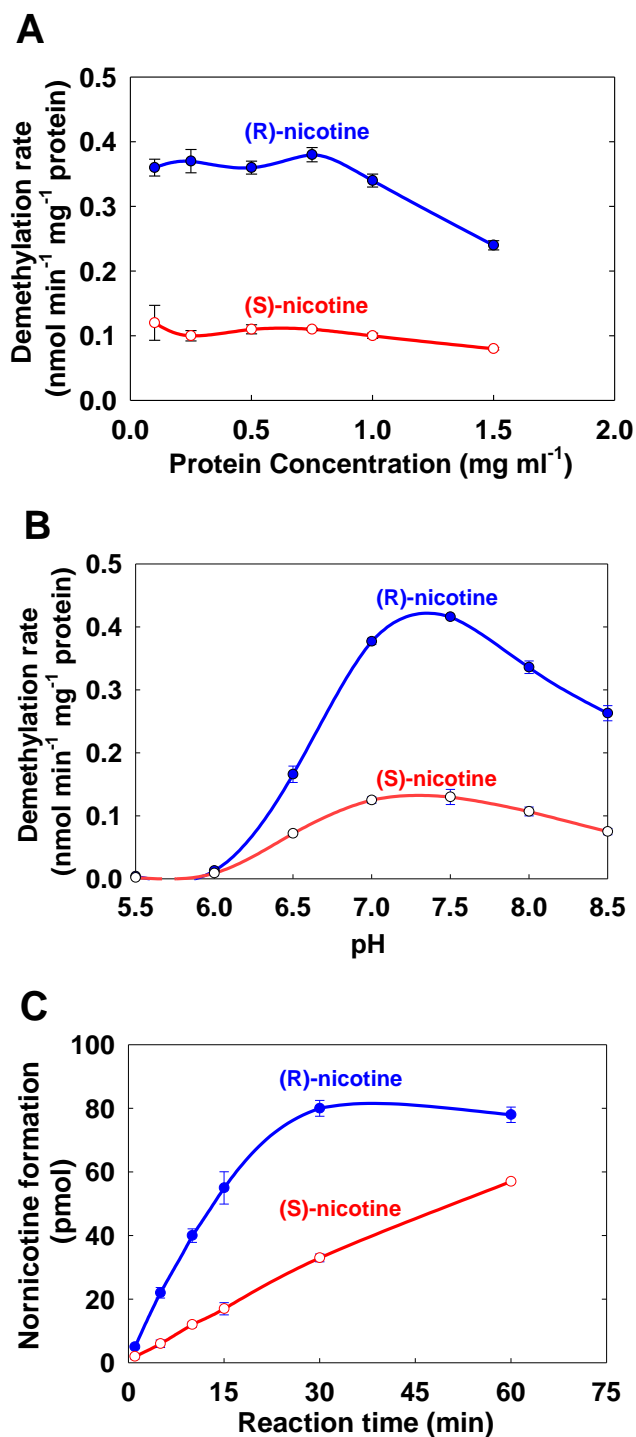 A
Demethylation rate
(nmol min⁻¹ mg⁻¹ protein)
0.5
0.4
0.3
0.2
0.1
0.0
(R)-nicotine
(S)-nicotine
0.0 0.5 1.0 1.5 2.0
Protein Concentration (mg ml⁻¹)
B
Demethylation rate
(nmol min⁻¹ mg⁻¹ protein)
0.5
0.4
0.3
0.2
0.1
0.0
(R)-nicotine
(S)-nicotine
5.5 6.0 6.5 7.0 7.5 8.0 8.5
pH
C
Nornicotine formation
(pmol)
100
80
60
40
20
0
(R)-nicotine
(S)-nicotine
0 15 30 45 60 75
Reaction time (min)